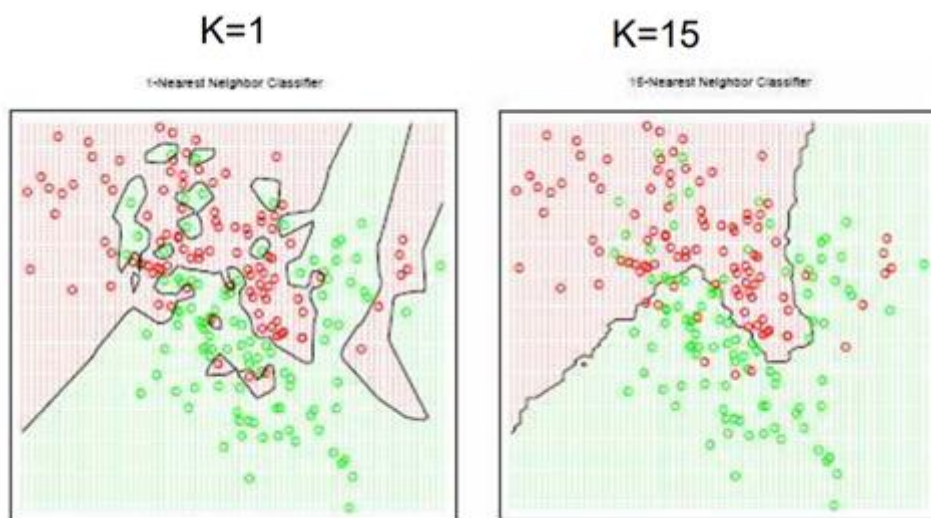 K=1
K=15
1-Nearest Neighbor Classifier
15-Nearest Neighbor Classifier